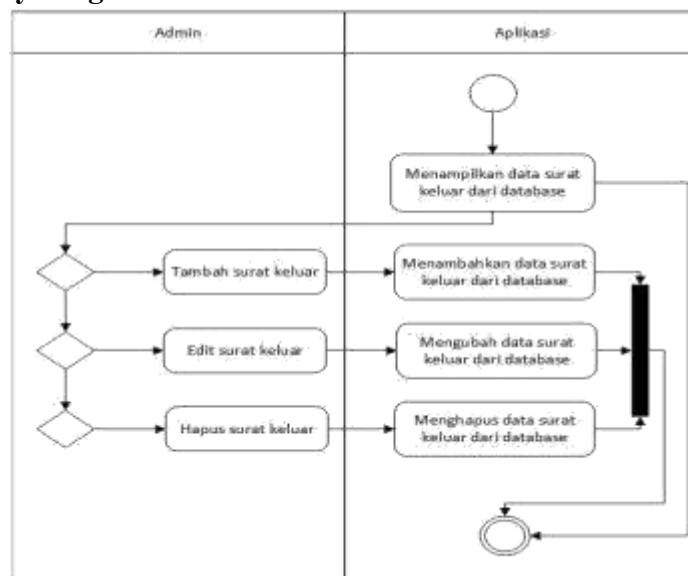 Admin
Aplikasi
Menampilkan data surat
keluar dari database
Tambah surat keluar
Menambahkan data surat
keluar dari database
Edit surat keluar
Mengubah data surat
keluar dari database
Hapus surat keluar
Menghapus data surat
keluar dari database